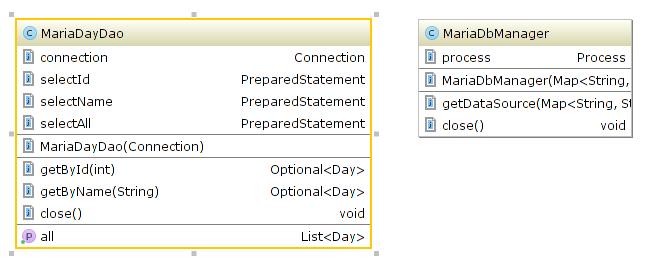 C MariaDayDao
connection Connection
selectId PreparedStatement
selectName PreparedStatement
selectAll PreparedStatement
MariaDayDao(Connection)
getById(int) Optional<Day>
getByName(String) Optional<Day>
close() void
P all List<Day>
C MariaDbManager
process Process
MariaDbManager(Map<String,
getDataSource(Map<String, St
close() void